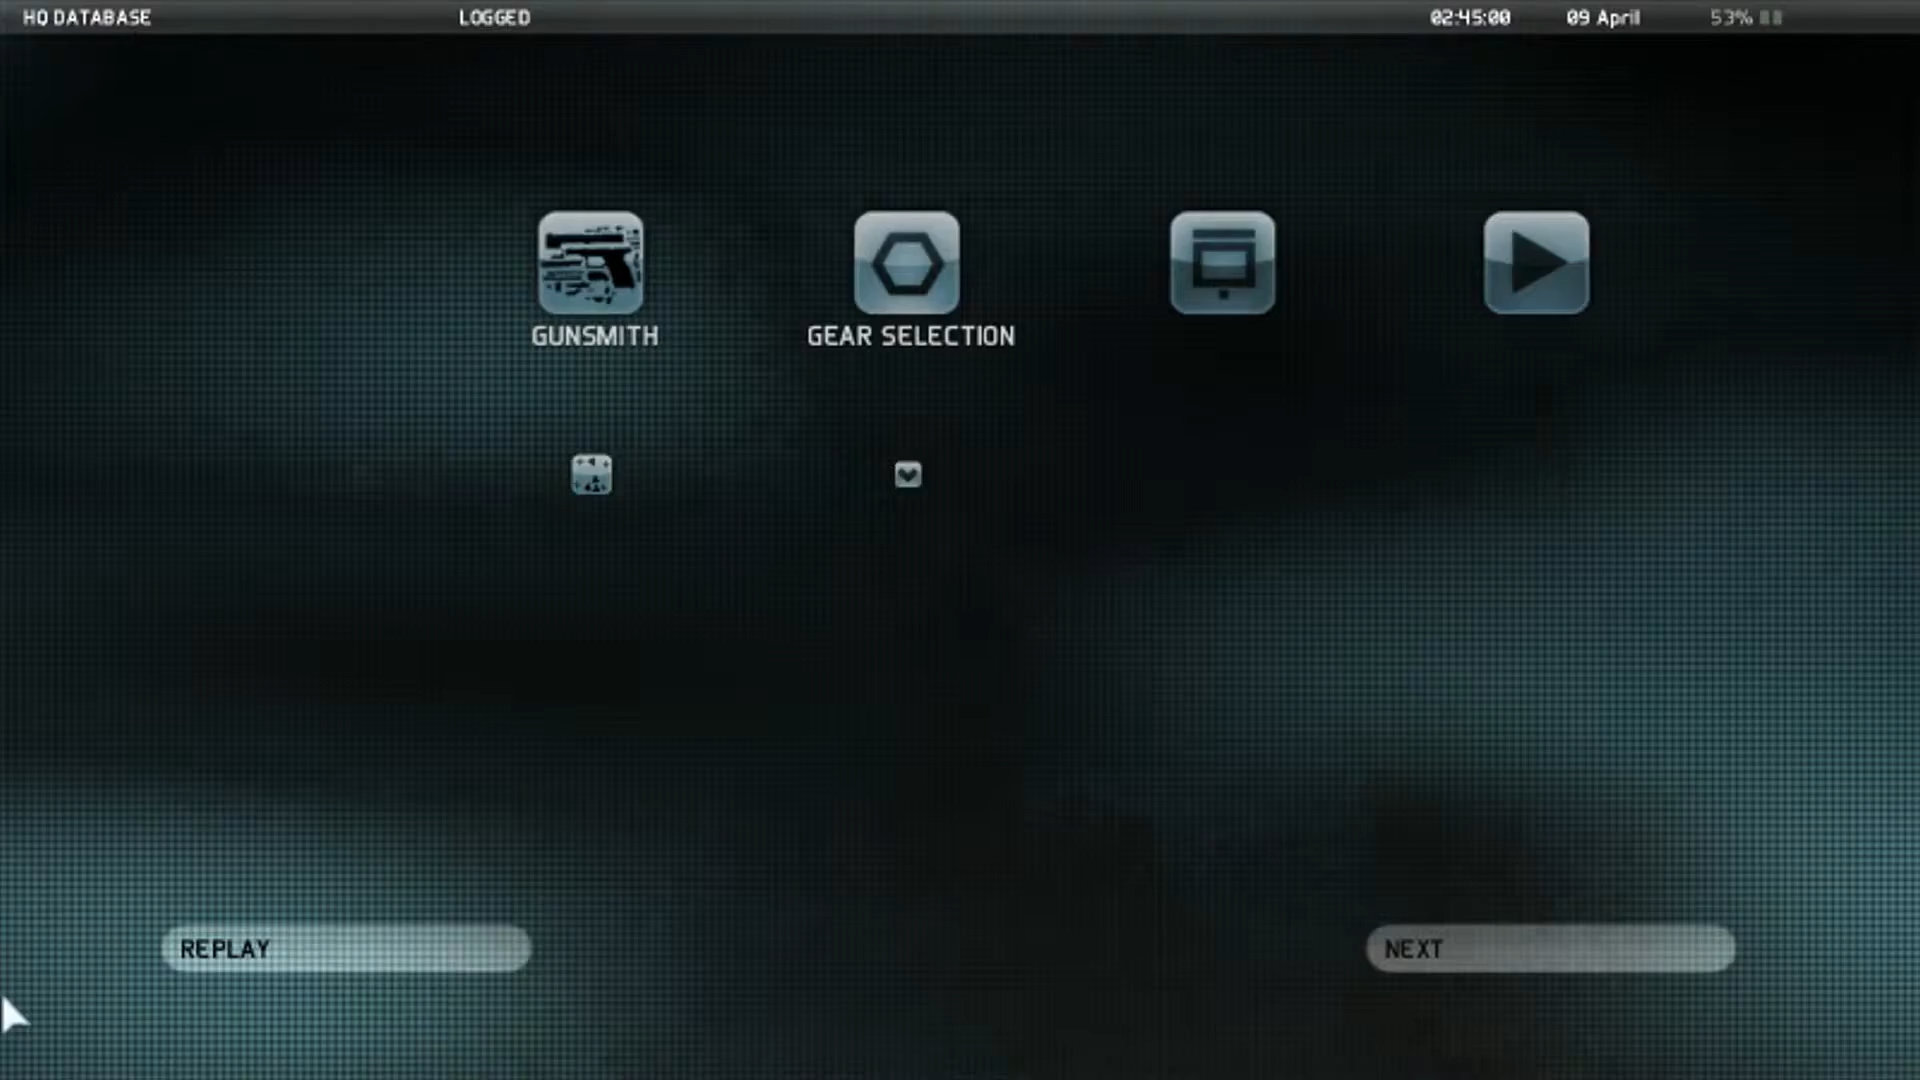 HQ DATABASE LOGGED 02:45:00 09 April 53%
GUNSMITH GEAR SELECTION
REPLAY NEXT